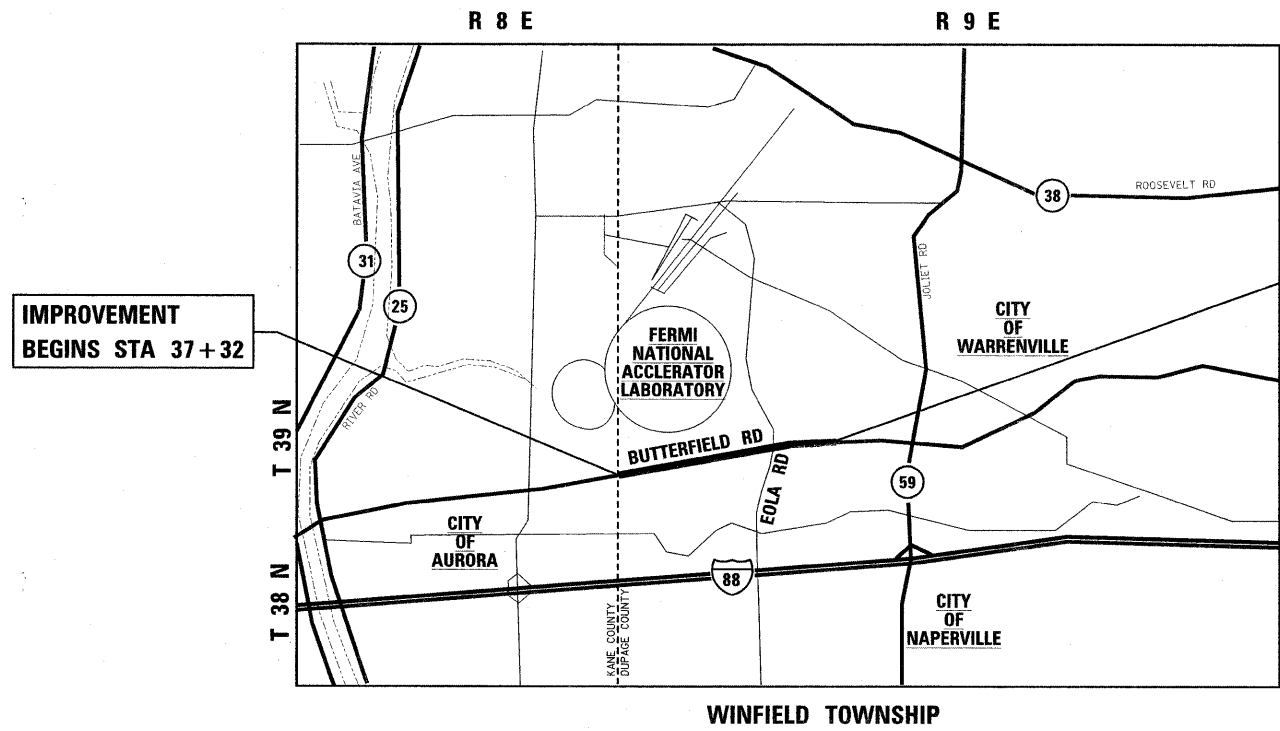 R 8 E
R 9 E
BATAVIA AVE
31
25
RIVER RD
38
ROOSEVELT RD
JOLIET RD
IMPROVEMENT
BEGINS STA 37+32
CITY
OF
WARRENVILLE
FERMI
NATIONAL
ACCLERATOR
LABORATORY
T 39 N
BUTTERFIELD RD
EOLA RD
59
CITY
OF
AURORA
T 38 N
88
KANE COUNTY
DUPAGE COUNTY
CITY
OF
NAPERVILLE
WINFIELD TOWNSHIP